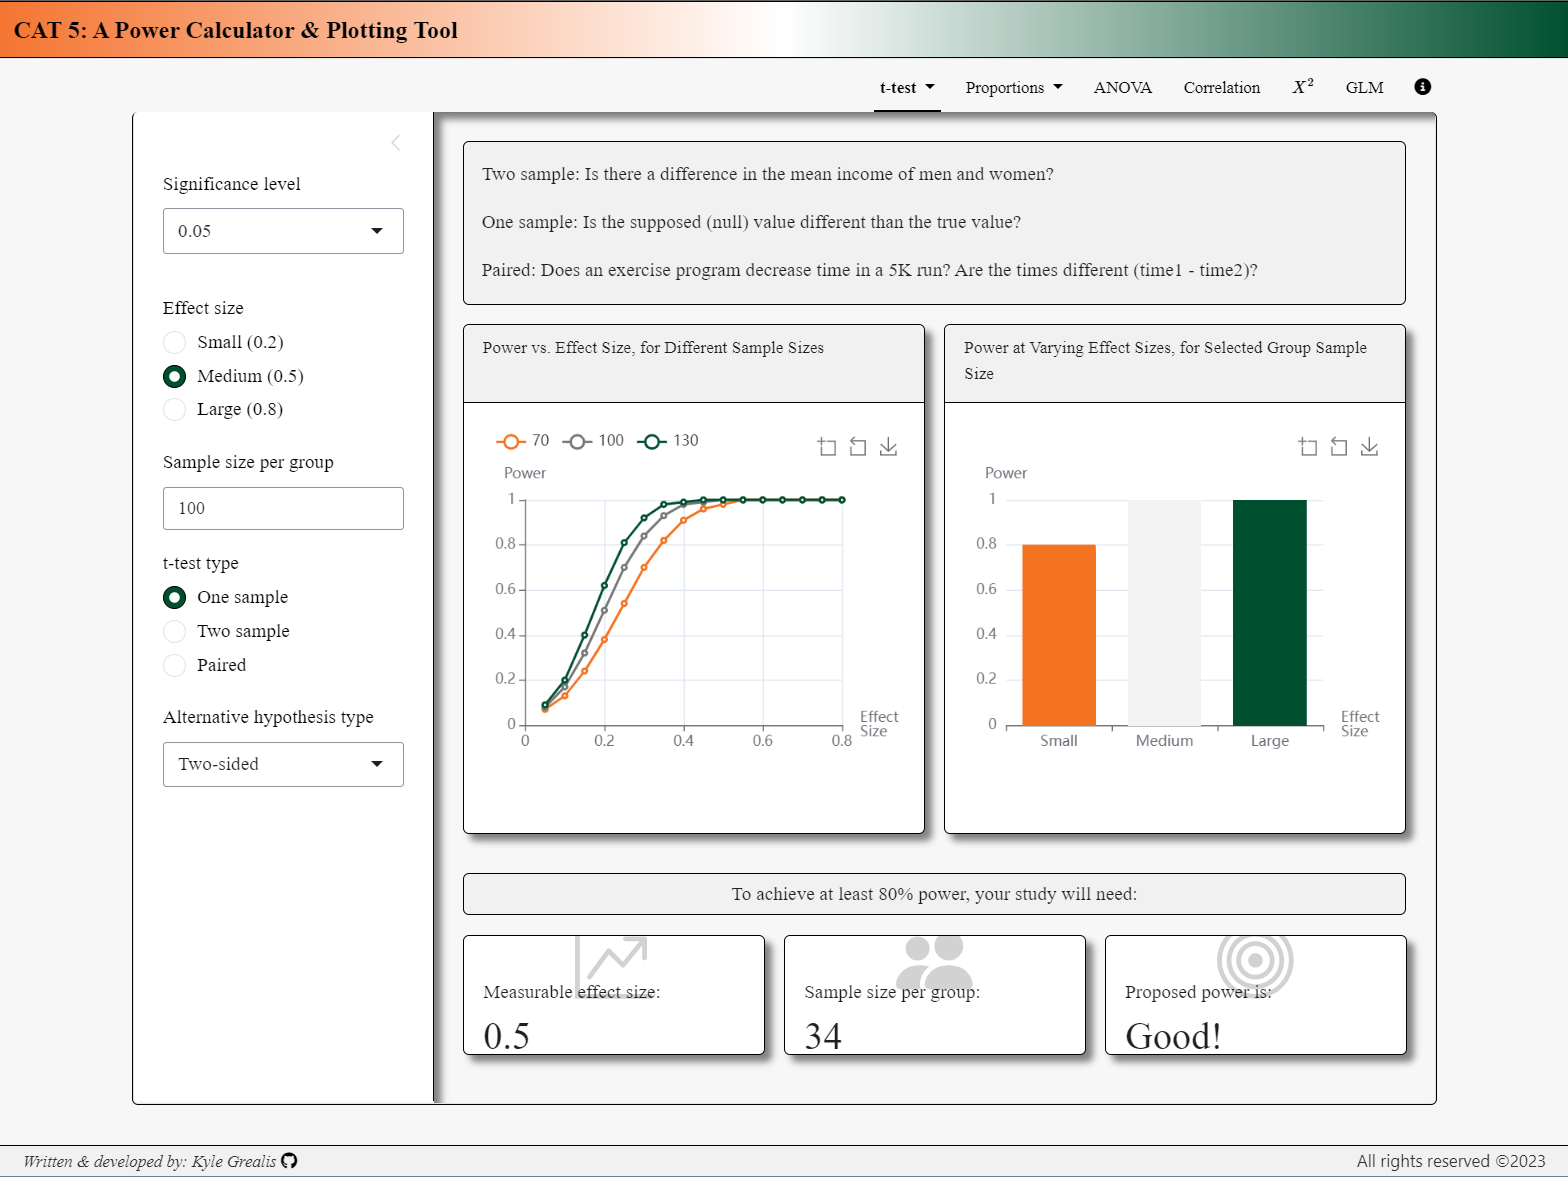 CAT 5: A Power Calculator & Plotting Tool
t-test
Proportions
ANOVA
Correlation
X²
GLM
Significance level
0.05
Effect size
Small (0.2)
Medium (0.5)
Large (0.8)
Sample size per group
100
t-test type
One sample
Two sample
Paired
Alternative hypothesis type
Two-sided
Two sample: Is there a difference in the mean income of men and women?
One sample: Is the supposed (null) value different than the true value?
Paired: Does an exercise program decrease time in a 5K run? Are the times different (time1 - time2)?
Power vs. Effect Size, for Different Sample Sizes
70 100 130
Power
1
0.8
0.6
0.4
0.2
0
0 0.2 0.4 0.6 0.8
Effect
Size
Power at Varying Effect Sizes, for Selected Group Sample
Size
Power
1
0.8
0.6
0.4
0.2
0
Small Medium Large
Effect
Size
To achieve at least 80% power, your study will need:
Measurable effect size:
0.5
Sample size per group:
34
Proposed power is:
Good!
Written & developed by: Kyle Grealis
All rights reserved ©2023